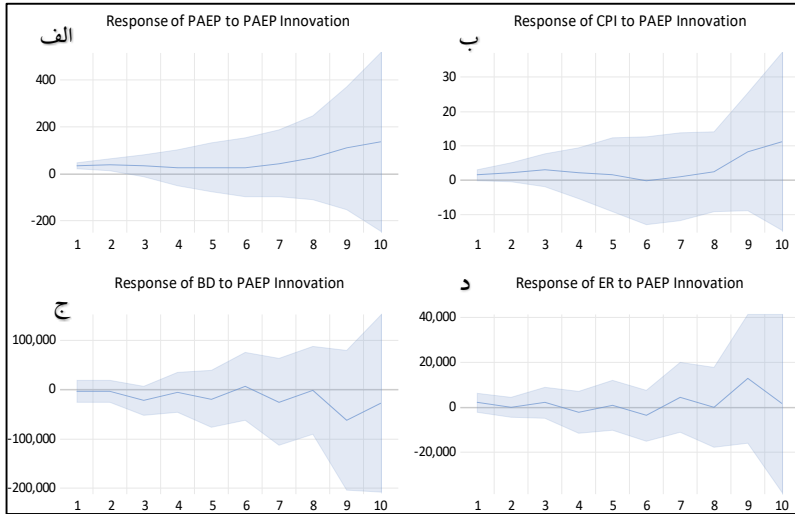 الف
Response of PAEP to PAEP Innovation
400
200
0
-200
1 2 3 4 5 6 7 8 9 10
ب
Response of CPI to PAEP Innovation
30
20
10
0
-10
1 2 3 4 5 6 7 8 9 10
ج
Response of BD to PAEP Innovation
100,000
0
-100,000
-200,000
1 2 3 4 5 6 7 8 9 10
د
Response of ER to PAEP Innovation
40,000
20,000
0
-20,000
1 2 3 4 5 6 7 8 9 10